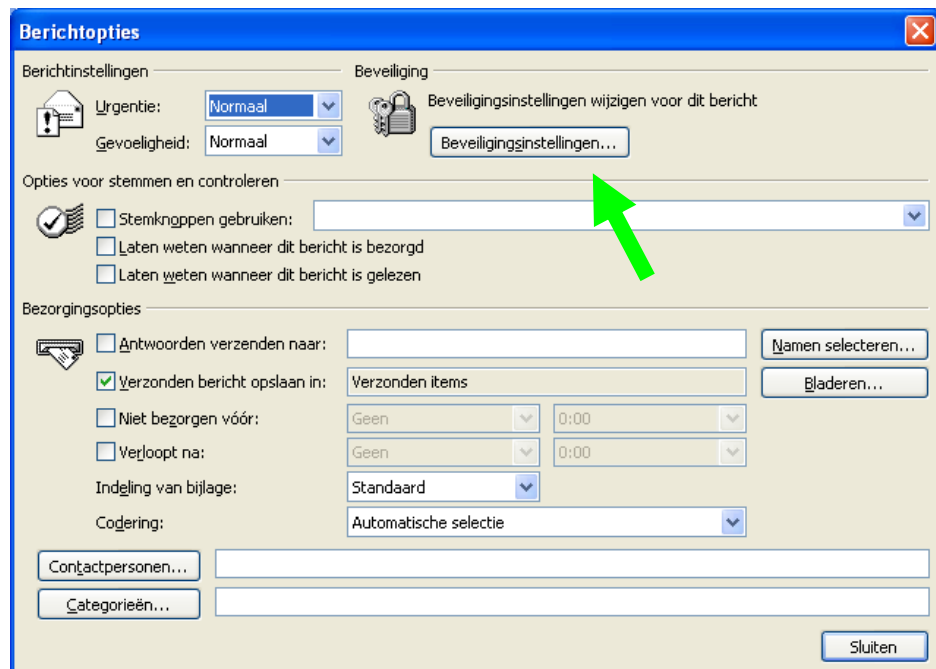 Berichtopties
Berichtinstellingen
Beveiliging
Urgentie: Normaal
Gevoeligheid: Normaal
Beveiligingsinstellingen wijzigen voor dit bericht
Beveiligingsinstellingen...
Opties voor stemmen en controleren
Stemknoppen gebruiken:
Laten weten wanneer dit bericht is bezorgd
Laten weten wanneer dit bericht is gelezen
Bezorgingsopties
Antwoorden verzenden naar: Namen selecteren...
Verzonden bericht opslaan in: Verzonden items Bladeren...
Niet bezorgen vóór: Geen 0:00
Verloopt na: Geen 0:00
Indeling van bijlage: Standaard
Codering: Automatische selectie
Contactpersonen...
Categorieën...
Sluiten